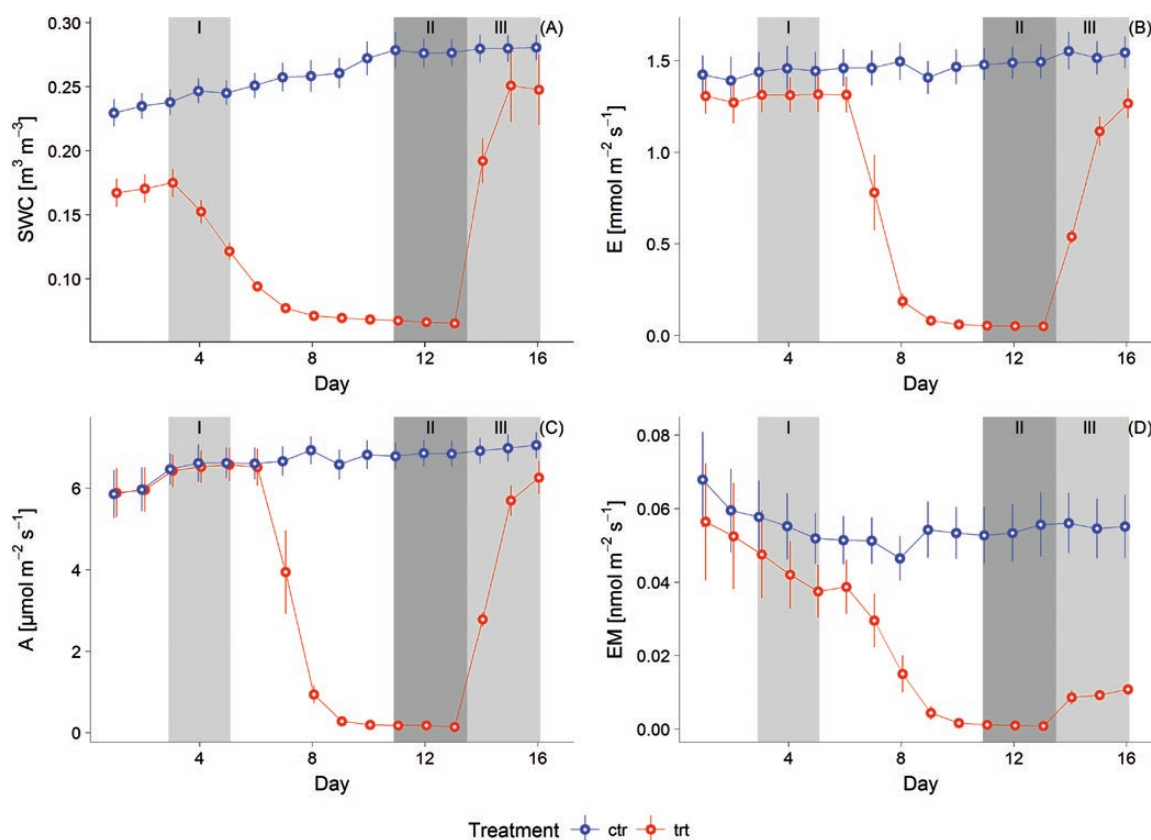 I II III (A)
0.30
0.25
0.20
0.15
0.10
SWC [m³ m⁻³]
4 8 12 16
Day
I II III (B)
1.5
1.0
0.5
0.0
E [mmol m⁻² s⁻¹]
4 8 12 16
Day
I II III (C)
6
4
2
0
A [µmol m⁻² s⁻¹]
4 8 12 16
Day
I II III (D)
0.08
0.06
0.04
0.02
0.00
EM [nmol m⁻² s⁻¹]
4 8 12 16
Day
Treatment ctr trt